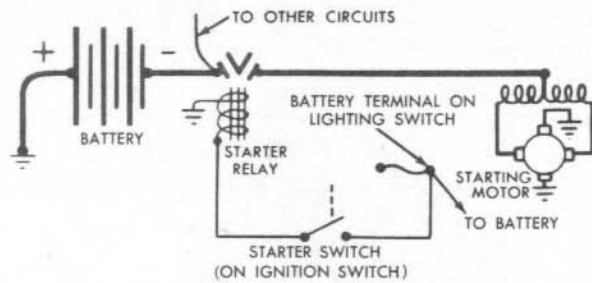 TO OTHER CIRCUITS
+
-
BATTERY
BATTERY TERMINAL ON
LIGHTING SWITCH
STARTER
RELAY
STARTING
MOTOR
TO BATTERY
STARTER SWITCH
(ON IGNITION SWITCH)